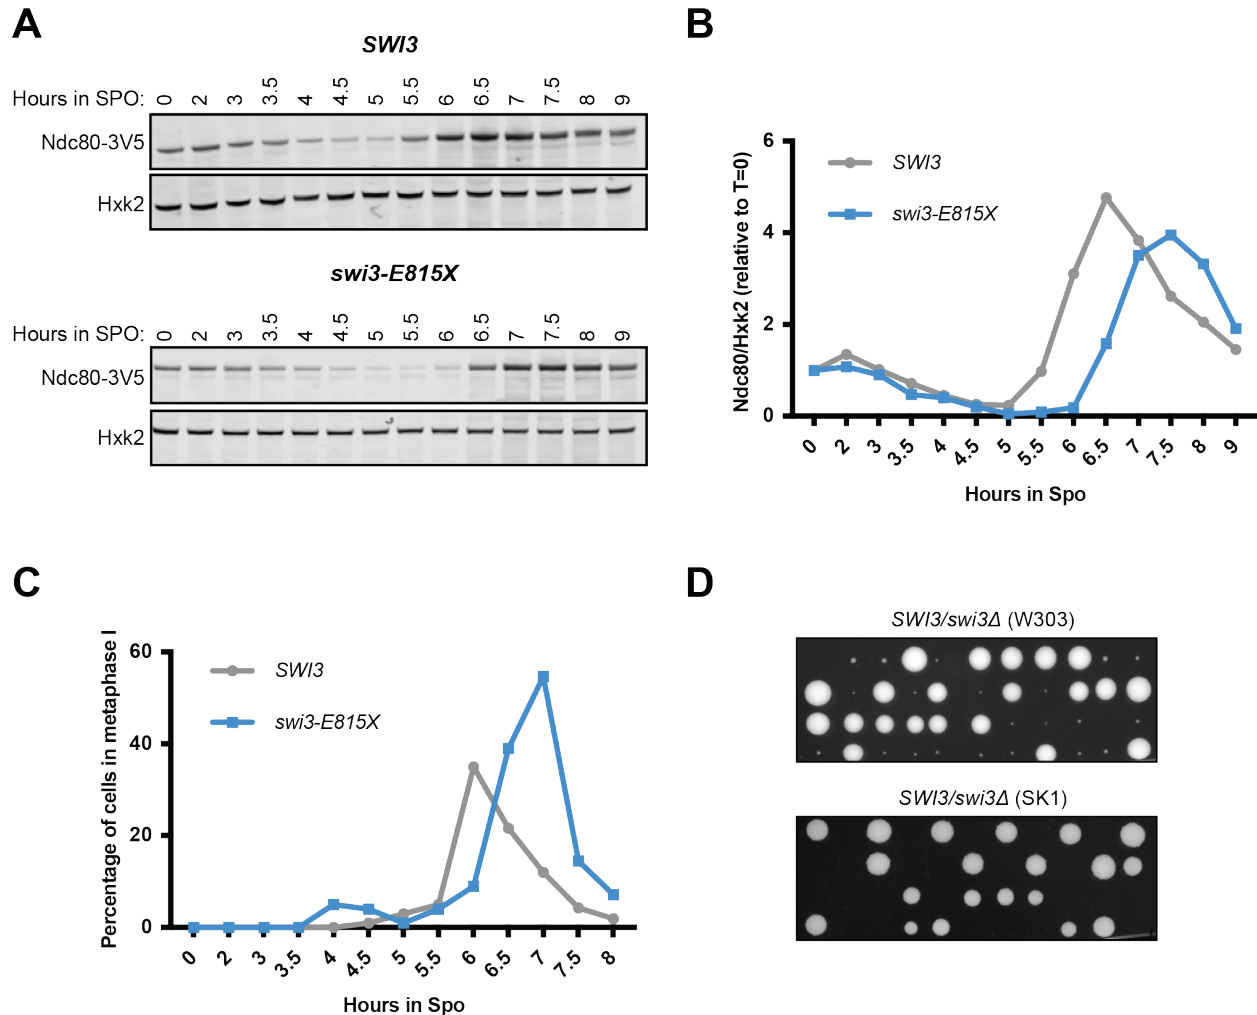 A
SWI3
Hours in SPO: 0 2 3 3.5 4 4.5 5 5.5 6 6.5 7 7.5 8 9
Ndc80-3V5
Hxk2
swi3-E815X
Hours in SPO: 0 2 3 3.5 4 4.5 5 5.5 6 6.5 7 7.5 8 9
Ndc80-3V5
Hxk2
B
Ndc80/Hxk2 (relative to T=0)
6
4
2
0
SWI3
swi3-E815X
0 2 3 3.5 4 4.5 5 5.5 6 6.5 7 7.5 8 9
Hours in Spo
C
Percentage of cells in metaphase I
60
40
20
0
SWI3
swi3-E815X
0 2 3 3.5 4 4.5 5 5.5 6 6.5 7 7.5 8
Hours in Spo
D
SWI3/swi3Δ (W303)
SWI3/swi3Δ (SK1)